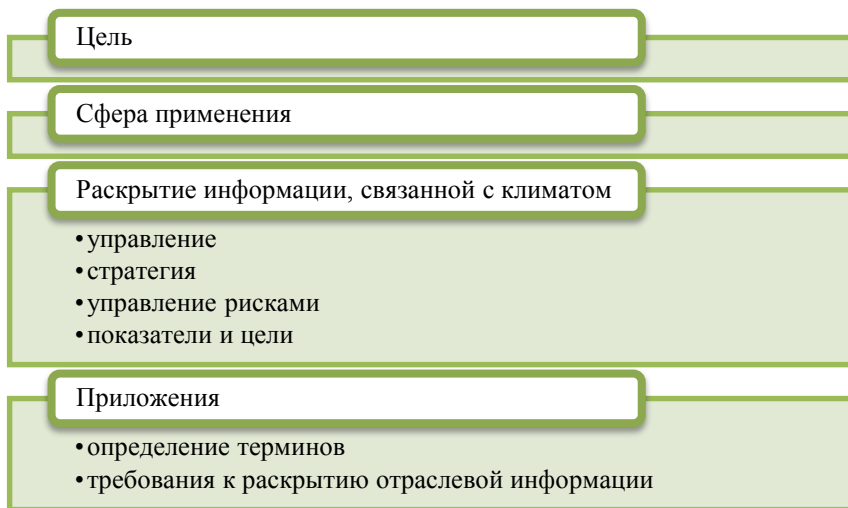 Цель
Сфера применения
Раскрытие информации, связанной с климатом
•управление
•стратегия
•управление рисками
•показатели и цели
Приложения
•определение терминов
•требования к раскрытию отраслевой информации